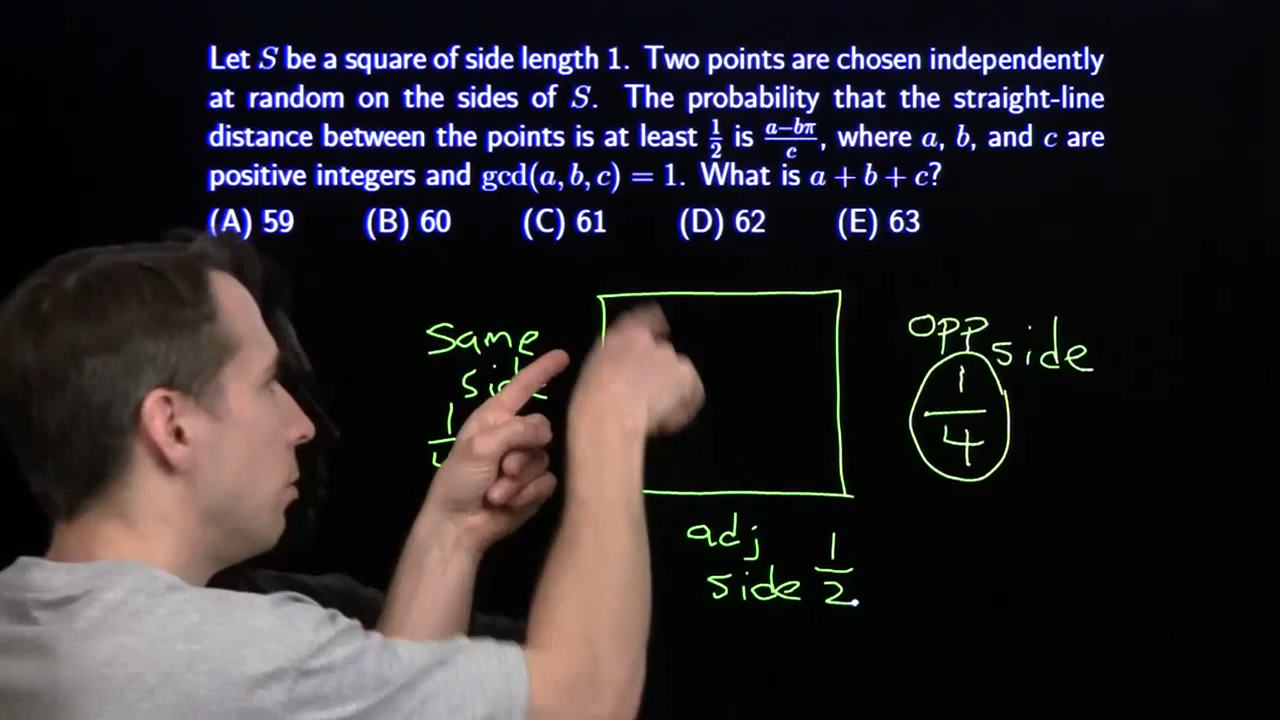 Let S be a square of side length 1. Two points are chosen independently
at random on the sides of S. The probability that the straight-line
distance between the points is at least 1/2 is (a−bπ)/c, where a, b, and c are
positive integers and gcd(a, b, c) = 1. What is a + b + c?
(A) 59 (B) 60 (C) 61 (D) 62 (E) 63
same
side
opp
side
1/4
adj
side 1/2